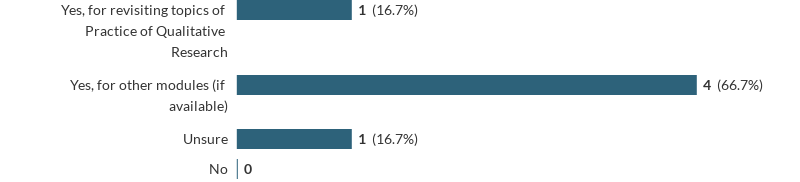 Yes, for revisiting topics of 1 (16.7%)
Practice of Qualitative
Research
Yes, for other modules (if 4 (66.7%)
available)
Unsure 1 (16.7%)
No 0